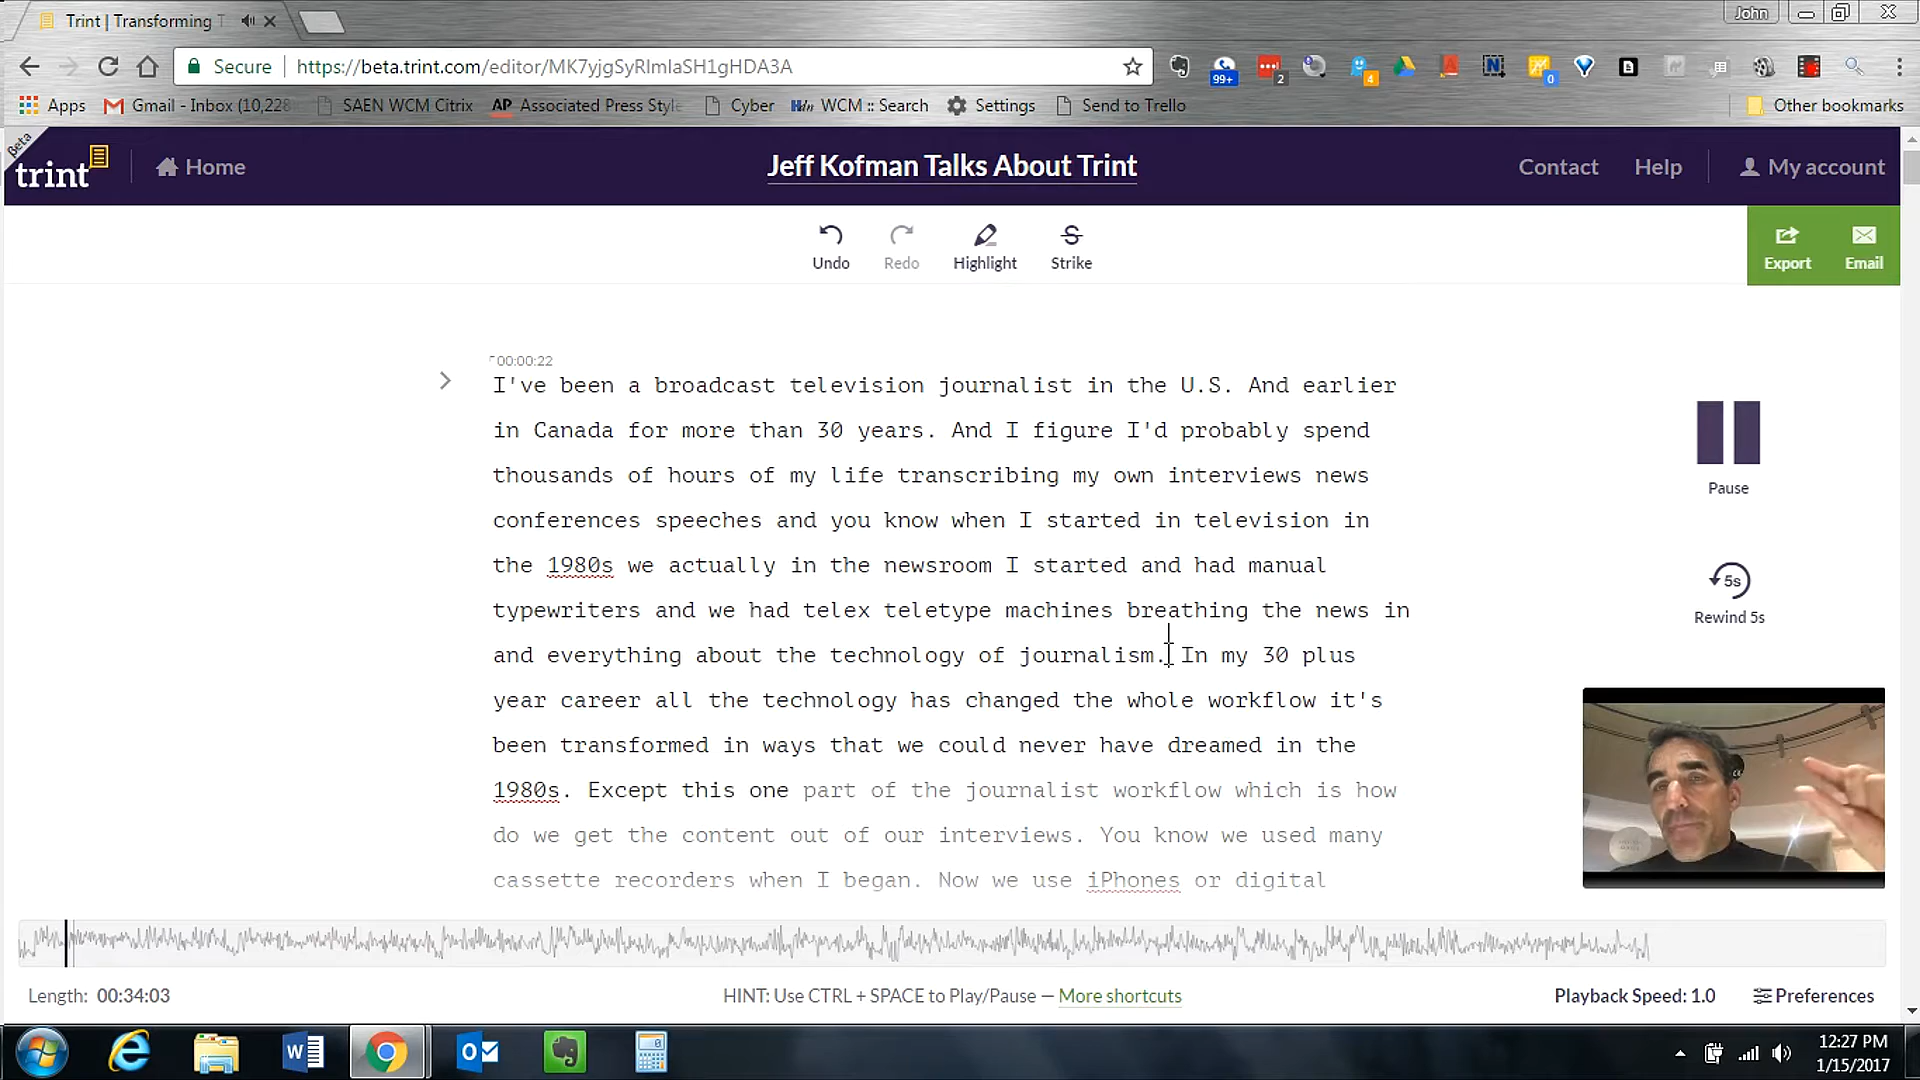 Trint | Transforming T
John
Secure
https://beta.trint.com/editor/MK7yjgSyRlmlaSH1gHDA3A
99+
2
4
0
Apps
Gmail - Inbox (10,228
SAEN WCM Citrix
AP Associated Press Style
Cyber
Hdn WCM :: Search
Settings
Send to Trello
Other bookmarks
Beta
trint
Home
Jeff Kofman Talks About Trint
Contact
Help
My account
Undo
Redo
Highlight
Strike
Export
Email
00:00:22
I've been a broadcast television journalist in the U.S. And earlier
in Canada for more than 30 years. And I figure I'd probably spend
thousands of hours of my life transcribing my own interviews news
conferences speeches and you know when I started in television in
the 1980s we actually in the newsroom I started and had manual
typewriters and we had telex teletype machines breathing the news in
and everything about the technology of journalism. In my 30 plus
year career all the technology has changed the whole workflow it's
been transformed in ways that we could never have dreamed in the
1980s. Except this one part of the journalist workflow which is how
do we get the content out of our interviews. You know we used many
cassette recorders when I began. Now we use iPhones or digital
Pause
5s
Rewind 5s
Length: 00:34:03
HINT: Use CTRL + SPACE to Play/Pause — More shortcuts
Playback Speed: 1.0
Preferences
12:27 PM
1/15/2017